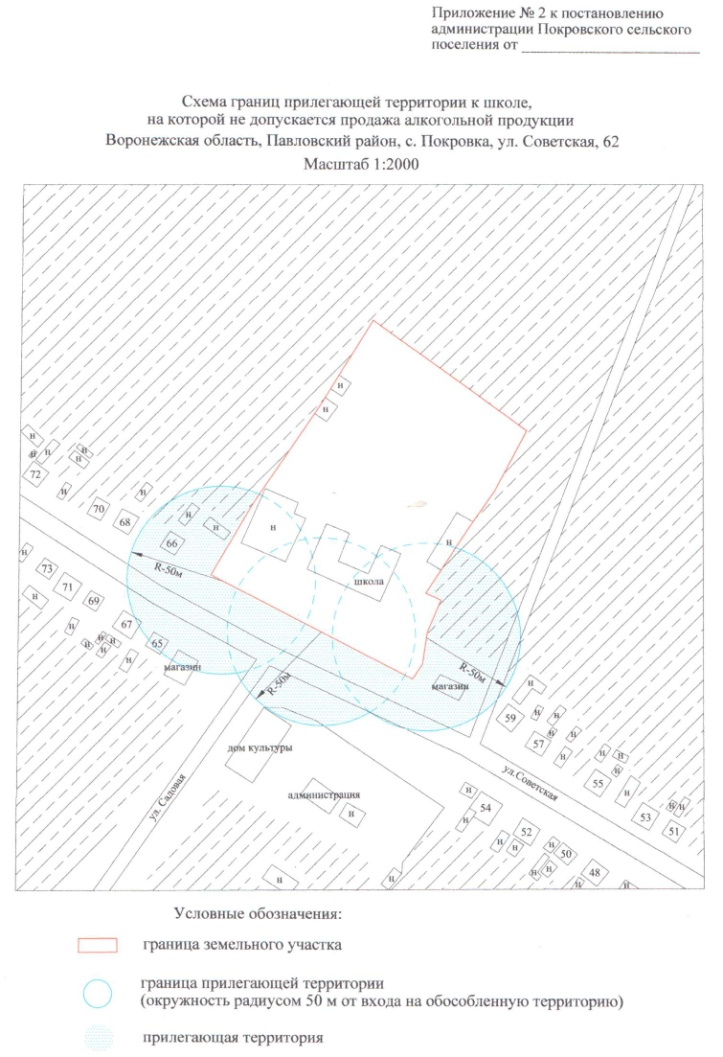 Приложение № 2 к постановлению
администрации Покровского сельского
поселения от
Схема границ прилегающей территории к школе,
на которой не допускается продажа алкогольной продукции
Воронежская область, Павловский район, с. Покровка, ул. Советская, 62
Масштаб 1:2000
н
н
н
н
н
н
н
72
н
н
70
68
н
н
66
н
н
школа
R-50м
н
73
71
69
н
67
н
н
н
н
н
65
магазин
R-50м
R-50м
магазин
н
59
н
н
н
57
н
н
н
н
н
55
н
53
н
н
51
дом культуры
ул. Садовая
администрация
н
ул.Советская
н
54
н
52
н
н
н
50
н
н
48
н
н
н
н
Условные обозначения:
граница земельного участка
граница прилегающей территории
(окружность радиусом 50 м от входа на обособленную территорию)
прилегающая территория